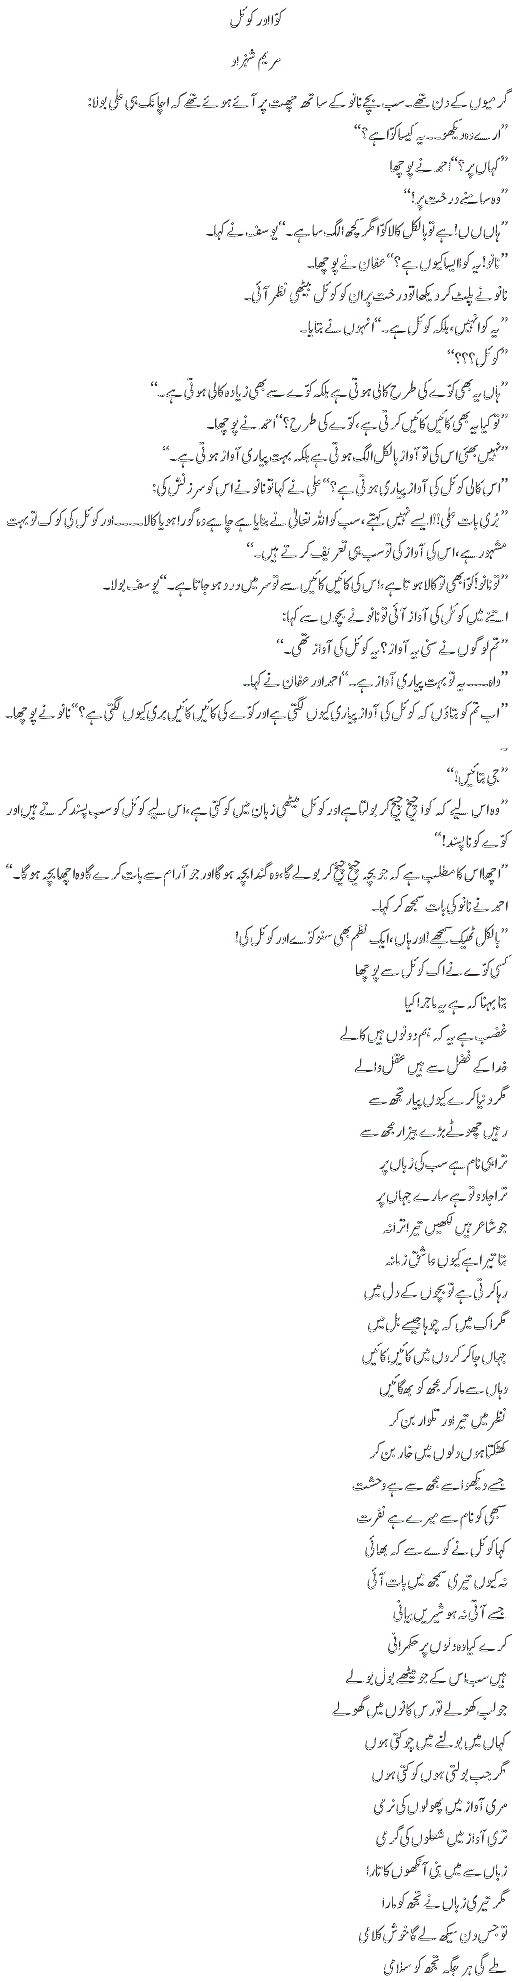 کوّا اور کوئل
مریم شہزاد
گرمیوں کے دن تھے۔ سب بچے نانو کے ساتھ چھت پر آئے ہوئے تھے کہ اچانک ہی علی بولا:
”ارے وہ دیکھو۔۔۔ یہ کیسا کوّا ہے؟“
”کہاں پر؟“ احمد نے پوچھا
”وہ سامنے درخت پر!“
”ہاں ں ں! ہے تو بالکل کالا کوّا مگر کچھ الگ سا ہے۔“ یوسف نے کہا۔
”نانو! یہ کوّا ایسا کیوں ہے؟“ عفان نے پوچھا۔
نانو نے پلٹ کر دیکھا تو درخت پر ان کو کوئل بیٹھی نظر آئی۔
”یہ کوا نہیں، بلکہ کوئل ہے۔“ انہوں نے بتایا۔
”کوئل؟؟؟“
”ہاں یہ بھی کوّے کی طرح کالی ہوتی ہے بلکہ کوّے سے بھی زیادہ کالی ہوتی ہے۔“
”تو کیا یہ بھی کائیں کائیں کرتی ہے، کوّے کی طرح؟“ احمد نے پوچھا۔
”نہیں بھئی اس کی تو آواز بالکل الگ ہوتی ہے بلکہ بہت پیاری آواز ہوتی ہے۔“
”اس کالی کوئل کی آواز پیاری ہوتی ہے؟“ علی نے کہا تو نانو نے اس کو سرزنش کی:
”بُری بات علی!! ایسے نہیں کہتے، سب کو اللہ تعالیٰ نے بنایا ہے چاہے وہ گورا ہو یا کالا۔۔۔۔ اور کوئل کی کوک تو بہت
مشہور ہے، اس کی آواز کی تو سب ہی تعریف کرتے ہیں۔“
”تو نانو! کوّا بھی تو کالا ہوتا ہے، اس کی کائیں کائیں سے تو سر میں درد ہو جاتا ہے۔“ یوسف بولا۔
اتنے میں کوئل کی آواز آئی تو نانو نے بچوں سے کہا:
”تم لوگوں نے سنی یہ آواز؟ یہ کوئل کی آواز تھی۔“
”واہ۔۔۔۔ یہ تو بہت پیاری آواز ہے۔“ احمد اور عفان نے کہا۔
”اب تم کو بتاؤں کہ کوئل کی آواز پیاری کیوں لگتی ہے اور کوے کی کائیں کائیں بری کیوں لگتی ہے؟“ نانو نے پوچھا۔
۔
”جی بتائیں!“
”وہ اس لیے کہ کوا چیخ چیخ کر بولتا ہے اور کوئل میٹھی زبان میں کوکتی ہے، اس لیے کوئل کو سب پسند کرتے ہیں اور
کوّے کو ناپسند!“
”اچھا! اس کا مطلب ہے کہ جو بچہ چیخ چیخ کر بولے گا، وہ گندا بچہ ہوگا اور جو آرام سے بات کرے گا وہ اچھا بچہ ہوگا۔“
احمد نے نانو کی بات سمجھ کر کہا۔
”بالکل ٹھیک سمجھے! اور ہاں، ایک نظم بھی سنو کوّے اور کوئل کی!
کسی کوّے نے اک کوئل سے پوچھا
بتا بہنا کہ ہے یہ ماجرا کیا
غضب ہے یہ کہ ہم دونوں ہیں کالے
خدا کے فضل سے ہیں عقل والے
مگر دنیا کرے کیوں پیار تجھ سے
رہیں چھوٹے بڑے بیزار مجھ سے
ترا ہی نام ہے سب کی زباں پر
ترا جادو تو ہے سارے جہاں پر
جو شاعر ہیں لکھیں تیرا ترانہ
بتا تیرا ہے کیوں عاشق زمانہ
رہا کرتی ہے تو بچوں کے دل میں
مگر اک میں کہ چوہا جیسے بل میں
جہاں جا کر کروں میں کائیں کائیں
وہاں سے مار کر مجھ کو بھگائیں
نظر میں تیر اور تلوار بن کر
کھٹکتا ہوں دلوں میں خار بن کر
جسے دیکھو اسے مجھ سے ہے وحشت
سبھی کو نام سے میرے ہے نفرت
کہا کوئل نے کوے سے کہ بھائی
نہ کیوں تیری سمجھ میں بات آئی
جسے آتی نہ ہو شیریں بیانی
کرے کیا وہ دلوں پر حکمرانی
ہیں سب اس کے جو میٹھے بول بولے
جو لب کھولے تو رس کانوں میں گھولے
کہاں میں بولنے میں چوکتی ہوں
مگر جب بولتی ہوں کوکتی ہوں
مری آواز میں پھولوں کی نرمی
تری آواز میں شعلوں کی گرمی
زباں سے میں بنی آنکھوں کا تارا
مگر تیری زباں نے تجھ کو مارا
تو جس دن سیکھ لے گا خوش کلامی
ملے گی ہر جگہ تجھ کو سلامی